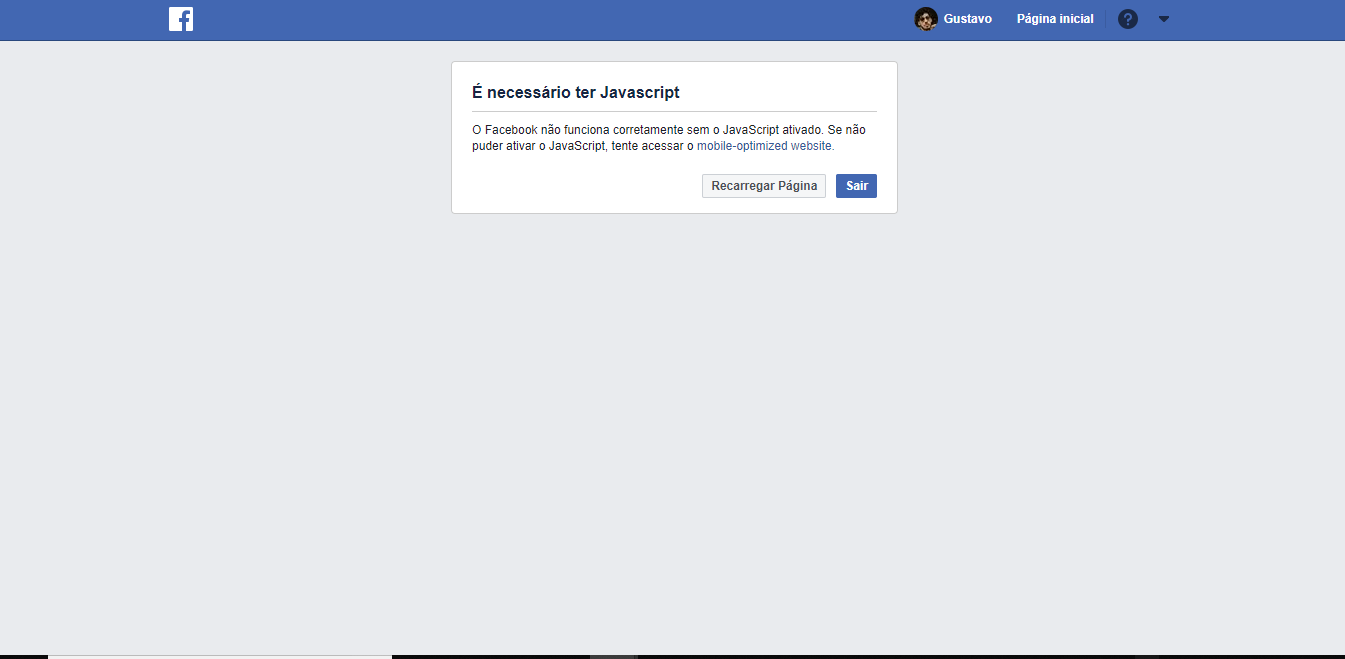 Gustavo
Página inicial
?
É necessário ter Javascript
O Facebook não funciona corretamente sem o JavaScript ativado. Se não
puder ativar o JavaScript, tente acessar o mobile-optimized website.
Recarregar Página
Sair